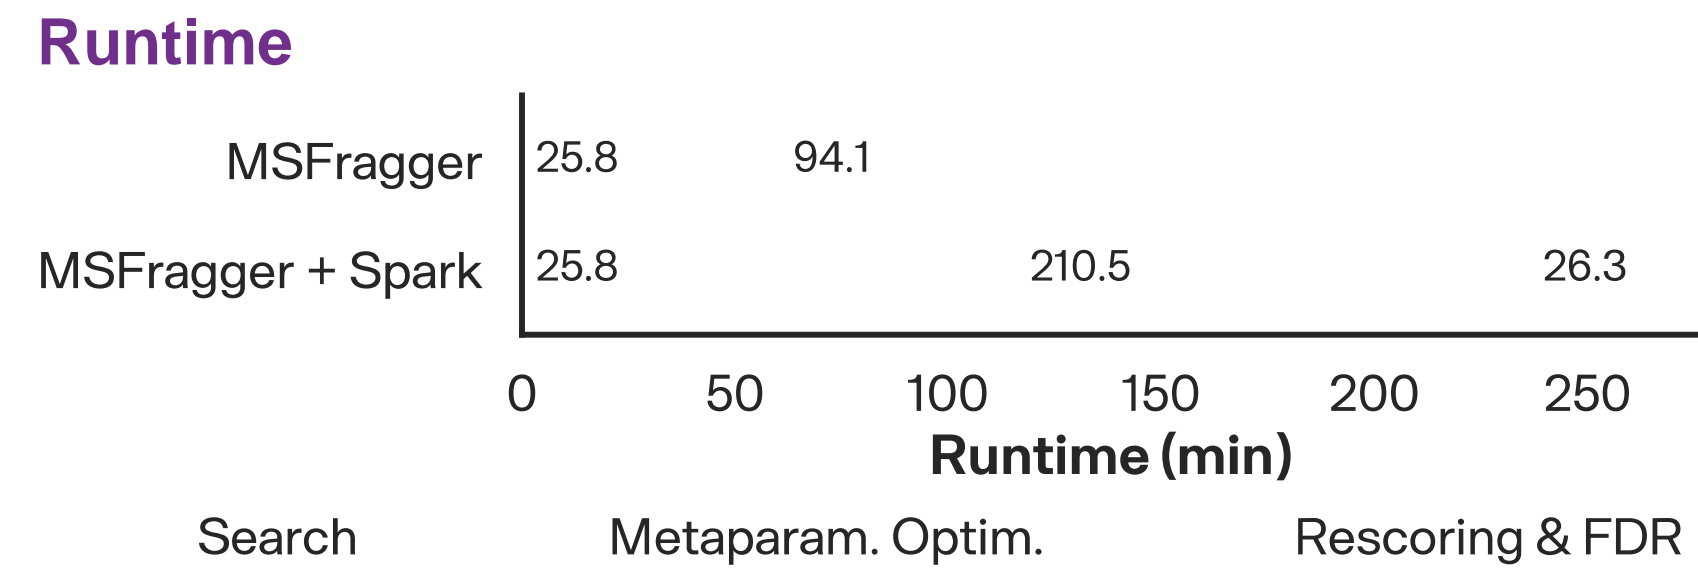 Runtime
MSFragger 25.8 94.1
MSFragger + Spark 25.8 210.5 26.3
0 50 100 150 200 250
Runtime (min)
Search Metaparam. Optim. Rescoring & FDR